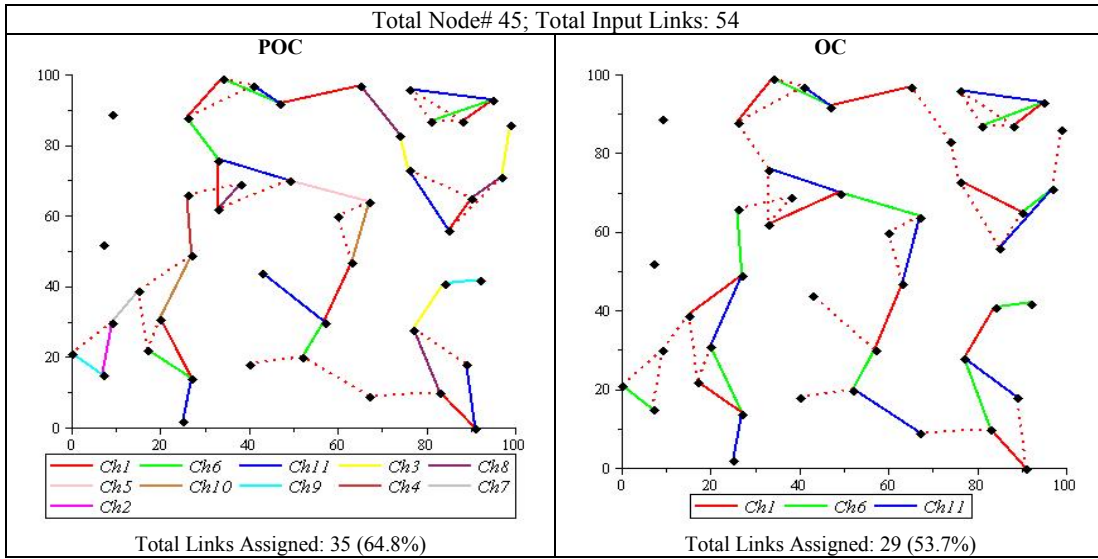 Total Node# 45; Total Input Links: 54
POC
100
80
60
40
20
0
0 20 40 60 80 100
Ch1 Ch6 Ch11 Ch3 Ch8
Ch5 Ch10 Ch9 Ch4 Ch7
Ch2
Total Links Assigned: 35 (64.8%)
OC
100
80
60
40
20
0
0 20 40 60 80 100
Ch1 Ch6 Ch11
Total Links Assigned: 29 (53.7%)